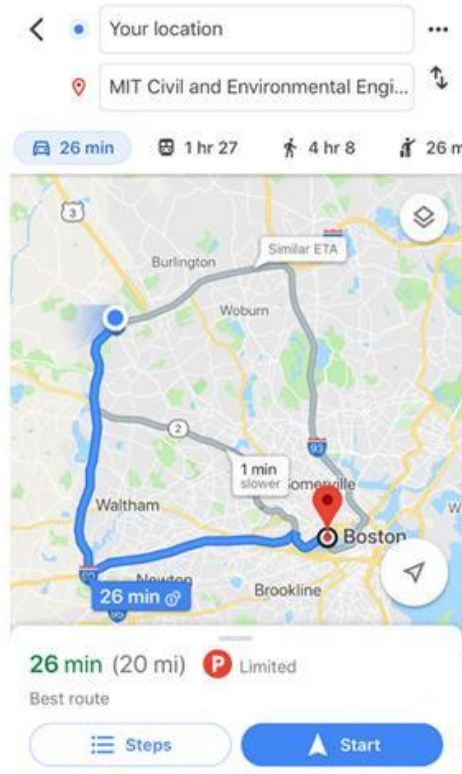 Your location
MIT Civil and Environmental Engi...
26 min
1 hr 27
4 hr 8
26 m
3
Similar ETA
Burlington
Woburn
2
93
1 min
slower
omerville
Waltham
Boston
W
90
Newton
26 min
Brookline
95
26 min (20 mi) P Limited
Best route
Steps
Start